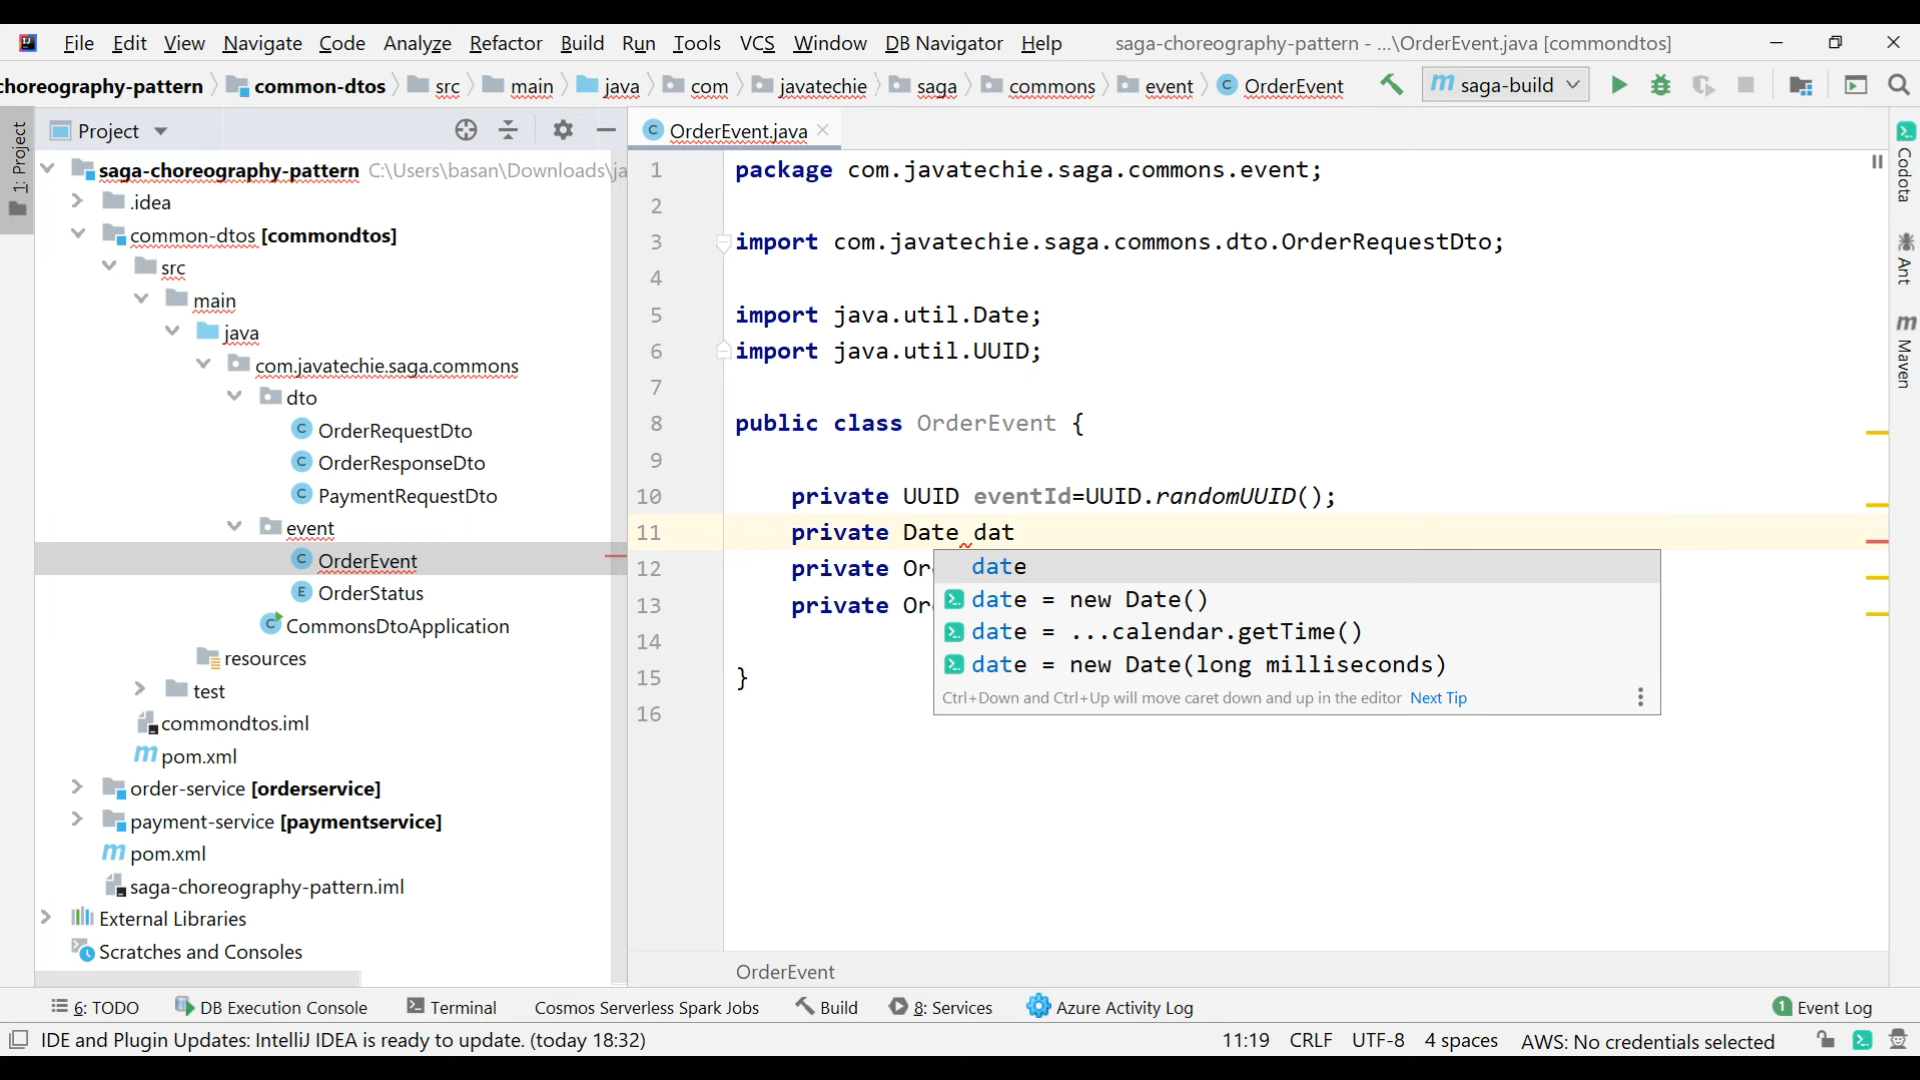 File Edit View Navigate Code Analyze Refactor Build Run Tools VCS Window DB Navigator Help saga-choreography-pattern - ...\OrderEvent.java [commondtos]
choreography-pattern common-dtos src main java com javatechie saga commons event OrderEvent saga-build
Project
OrderEvent.java
1: Project
saga-choreography-pattern C:\Users\basan\Downloads\ja
.idea
common-dtos [commondtos]
src
main
java
com.javatechie.saga.commons
dto
OrderRequestDto
OrderResponseDto
PaymentRequestDto
event
OrderEvent
OrderStatus
CommonsDtoApplication
resources
test
commondtos.iml
pom.xml
order-service [orderservice]
payment-service [paymentservice]
pom.xml
saga-choreography-pattern.iml
External Libraries
Scratches and Consoles
1 package com.javatechie.saga.commons.event;
2
3 import com.javatechie.saga.commons.dto.OrderRequestDto;
4
5 import java.util.Date;
6 import java.util.UUID;
7
8 public class OrderEvent {
9
10 private UUID eventId=UUID.randomUUID();
11 private Date dat
12 private Or
13 private Or
14
15 }
16
date
date = new Date()
date = ...calendar.getTime()
date = new Date(long milliseconds)
Ctrl+Down and Ctrl+Up will move caret down and up in the editor Next Tip
OrderEvent
Codota
Ant
Maven
6: TODO DB Execution Console Terminal Cosmos Serverless Spark Jobs Build 8: Services Azure Activity Log 1 Event Log
IDE and Plugin Updates: IntelliJ IDEA is ready to update. (today 18:32) 11:19 CRLF UTF-8 4 spaces AWS: No credentials selected